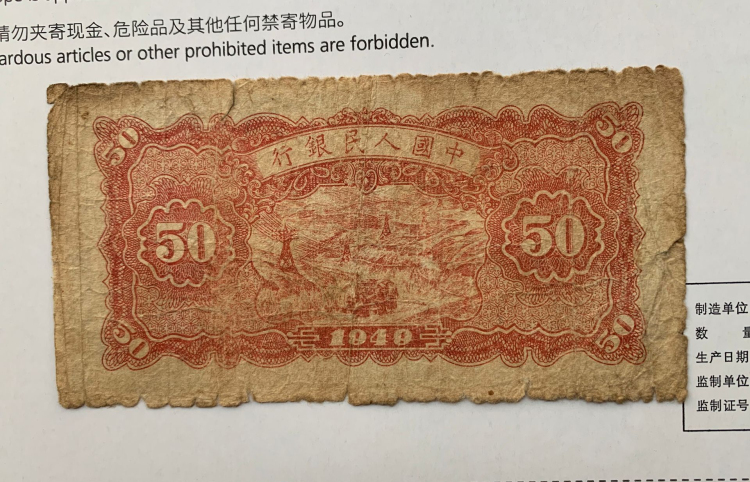 请勿夹寄现金、危险品及其他任何禁寄物品。
ardous articles or other prohibited items are forbidden.
行銀民人國中
50
50
50
50
50
50
1949
制造单位
数 量
生产日期
监制单位
监制证号